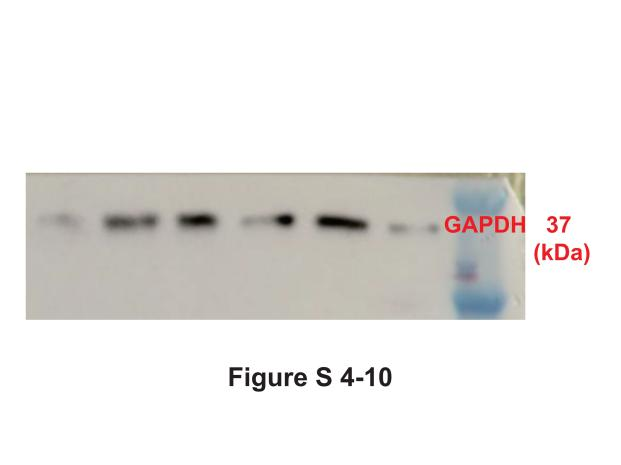 GAPDH 37
(kDa)
Figure S 4-10